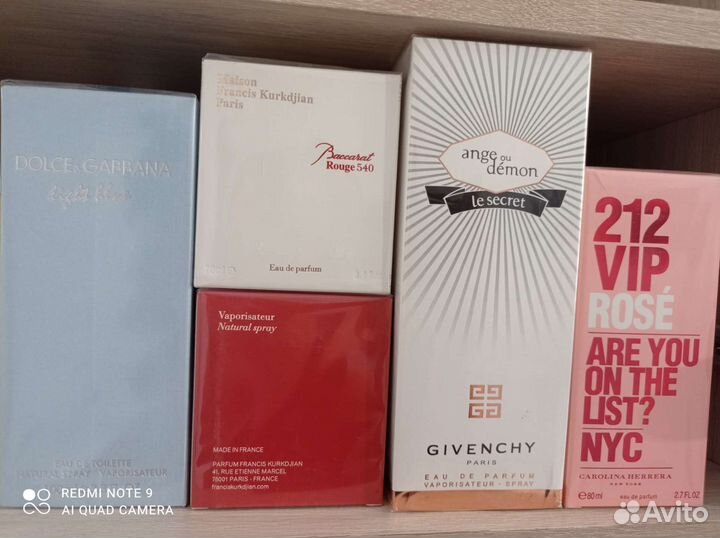 DOLCE & GABBANA
light blue
EAU DE TOILETTE
NATURAL SPRAY - VAPORISATEUR
Maison
Francis Kurkdjian
Paris
Baccarat
Rouge 540
Eau de parfum
Vaporisateur
Natural spray
MADE IN FRANCE
PARFUM FRANCIS KURKDJIAN
41, RUE ETIENNE MARCEL
75001 PARIS - FRANCE
franciskurkdjian.com
ange ou
démon
le secret
GIVENCHY
PARIS
EAU DE PARFUM
VAPORISATEUR - SPRAY
212
VIP
ROSÉ
ARE YOU
ON THE
LIST?
NYC
CAROLINA HERRERA
NEW YORK
80 ml eau de parfum 2.7 FL.OZ
REDMI NOTE 9
AI QUAD CAMERA
Avito